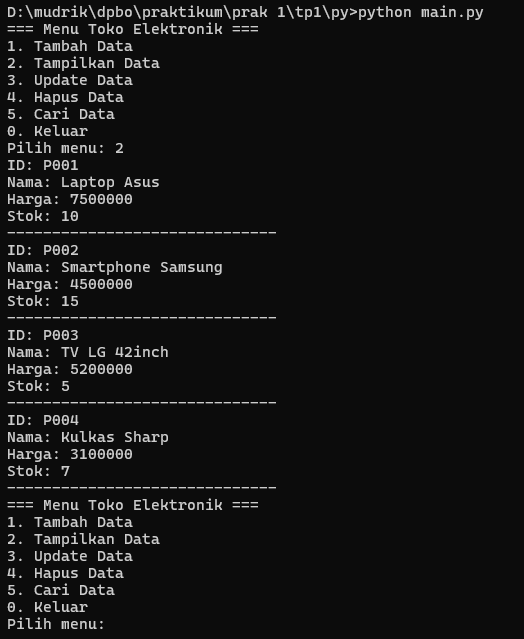 D:\mudrik\dpbo\praktikum\prak 1\tp1\py>python main.py
=== Menu Toko Elektronik ===
1. Tambah Data
2. Tampilkan Data
3. Update Data
4. Hapus Data
5. Cari Data
0. Keluar
Pilih menu: 2
ID: P001
Nama: Laptop Asus
Harga: 7500000
Stok: 10
------------------------------
ID: P002
Nama: Smartphone Samsung
Harga: 4500000
Stok: 15
------------------------------
ID: P003
Nama: TV LG 42inch
Harga: 5200000
Stok: 5
------------------------------
ID: P004
Nama: Kulkas Sharp
Harga: 3100000
Stok: 7
------------------------------
=== Menu Toko Elektronik ===
1. Tambah Data
2. Tampilkan Data
3. Update Data
4. Hapus Data
5. Cari Data
0. Keluar
Pilih menu: